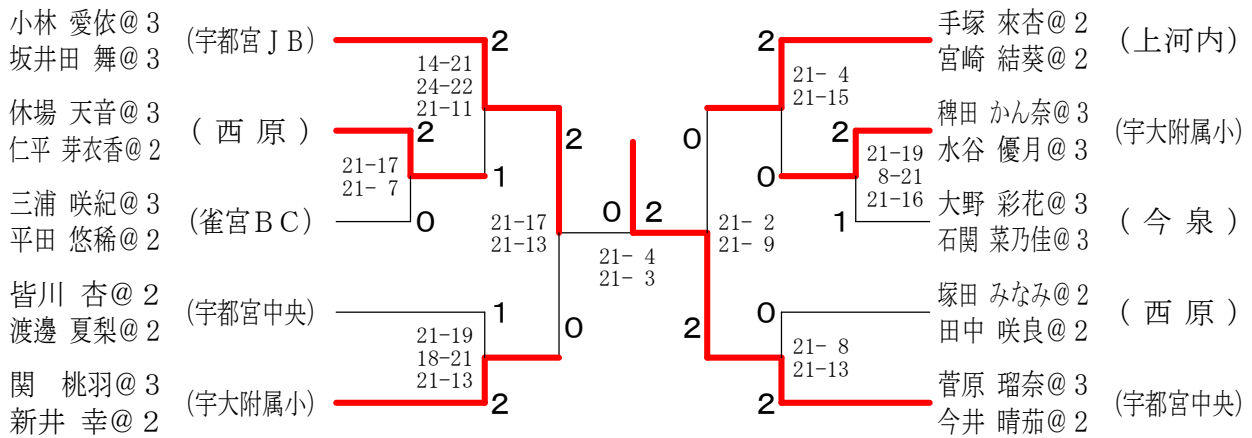 小林 愛依@3
坂井田 舞@3
(宇都宮JB)
休場 天音@3
仁平 芽衣香@2
(西原)
三浦 咲紀@3
平田 悠稀@2
(雀宮BC)
皆川 杏@2
渡邊 夏梨@2
(宇都宮中央)
関 桃羽@3
新井 幸@2
(宇大附属小)
2
14-21
24-22
21-11
2
21-17
21- 7
1
0
2
21-17
21-13
1
21-19
18-21
21-13
0
2
0
2
21- 4
21- 3
2
21- 4
21-15
0
2
0
21-19
8-21
21-16
1
21- 2
21- 9
0
2
21- 8
21-13
2
手塚 來杏@2
宮崎 結葵@2
(上河内)
稗田 かん奈@3
水谷 優月@3
(宇大附属小)
大野 彩花@3
石関 菜乃佳@3
(今泉)
塚田 みなみ@2
田中 咲良@2
(西原)
菅原 瑠奈@3
今井 晴茄@2
(宇都宮中央)